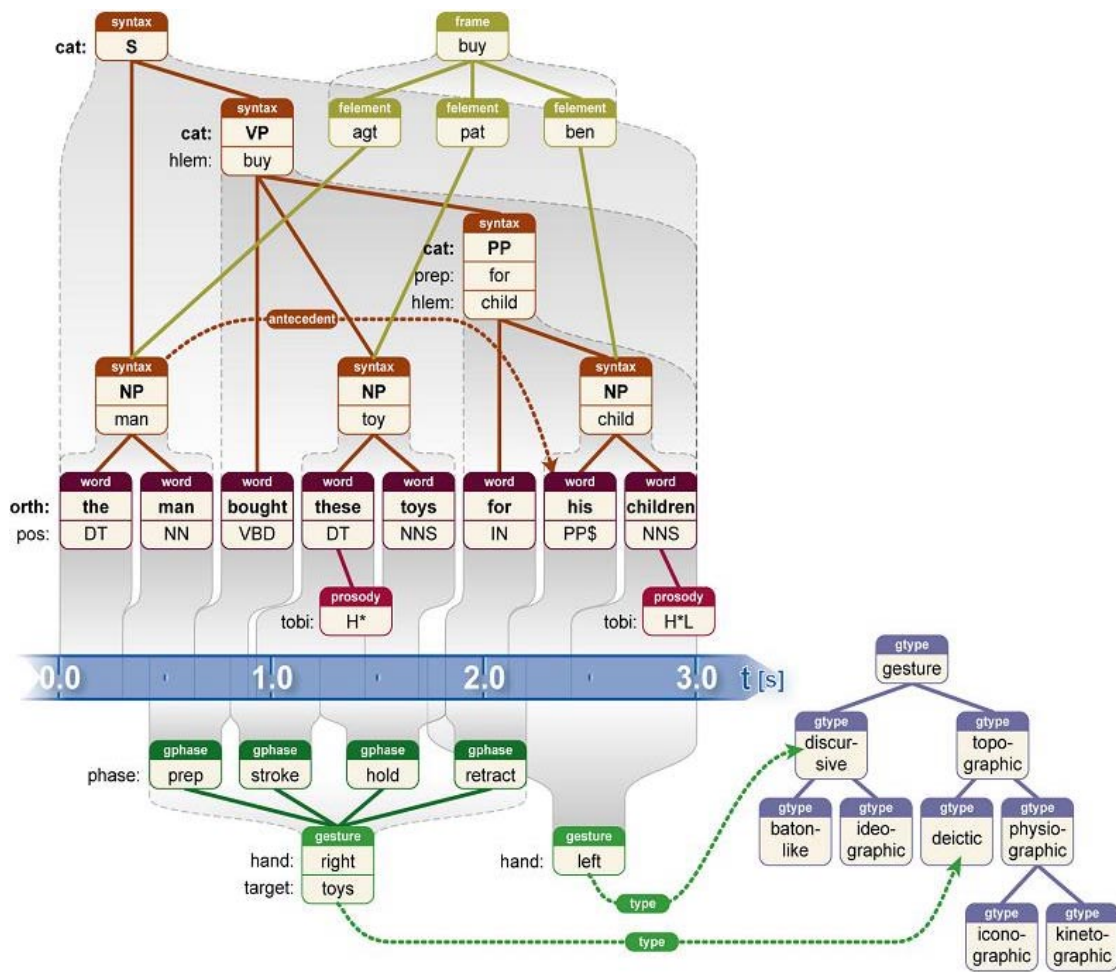 syntax
frame
cat: S
buy
syntax
felement
felement
felement
cat: VP
agt
pat
ben
hlem: buy
syntax
cat: PP
prep: for
hlem: child
antecedent
syntax
syntax
syntax
NP
NP
NP
man
toy
child
word word word word word word word word
orth: the man bought these toys for his children
pos: DT NN VBD DT NNS IN PP$ NNS
prosody
prosody
tobi: H*
tobi: H*L
0.0 1.0 2.0 3.0 t [s]
gtype
gesture
gtype
discur-
sive
gtype
topo-
graphic
gphase gphase gphase gphase
phase: prep stroke hold retract
gtype
baton-
like
gtype
ideo-
graphic
gtype
deictic
gtype
physio-
graphic
gesture
hand: right
target: toys
gesture
hand: left
type
type
gtype
icono-
graphic
gtype
kineto-
graphic